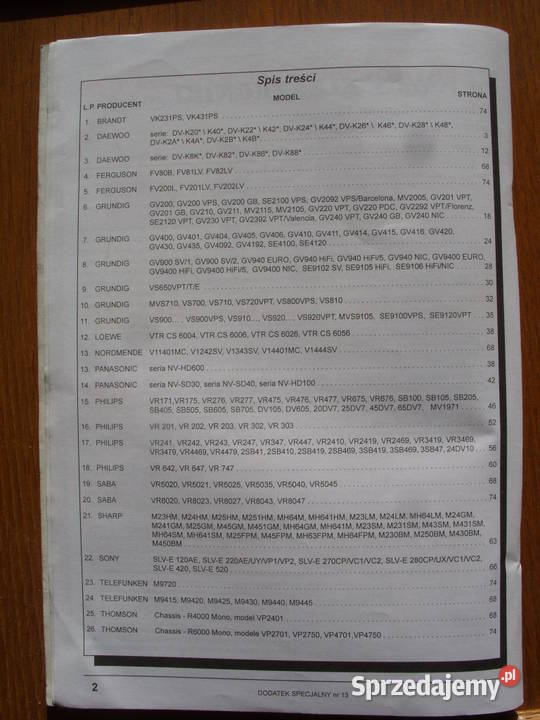 Spis treści
L.P. PRODUCENT MODEL STRONA
1. BRANDT VK231PS, VK431PS 74
2. DAEWOO serie: DV-K20* \ K40*, DV-K22* \ K42*, DV-K24* \ K44*, DV-K26* \ K46*, DV-K28* \ K48*,
DV-K2A* \ K4A*, DV-K2B* \ K4B* 3
3. DAEWOO serie: DV-K8K*, DV-K82*, DV-K86*, DV-K88* 12
4. FERGUSON FV80B, FV81LV, FV82LV 68
5. FERGUSON FV200L, FV201LV, FV202LV 74
6. GRUNDIG GV200, GV200 VPS, GV200 GB, SE2100 VPS, GV2092 VPS/Barcelona, MV2005, GV201 VPT,
GV201 GB, GV210, GV211, MV2115, MV2105, GV220 VPT, GV220 PDC, GV2292 VPT/Florenz,
SE2120 VPT, GV230 VPT, GV2392 VPT/Valencia, GV240 VPT, GV240 GB, GV240 NIC 18
7. GRUNDIG GV400, GV401, GV404, GV405, GV406, GV410, GV411, GV414, GV415, GV416, GV420,
GV430, GV435, GV4092, GV4192, SE4100, SE4120 24
8. GRUNDIG GV900 SV/1, GV900 SV/2, GV940 EURO, GV940 HiFi, GV940 HiFi/5, GV940 NIC, GV9400 EURO,
GV9400 HiFi, GV9400 HiFi/5, GV9400 NIC, SE9102 SV, SE9105 HiFi, SE9106 HiFi/NIC 28
9. GRUNDIG VS650VPT/T/E 30
10. GRUNDIG MVS710, VS700, VS710, VS720VPT, VS800VPS, VS810 32
11. GRUNDIG VS900... , VS900VPS, VS910..., VS920..., VS920VPT, MVS9105, SE9100VPS, SE9120VPT 35
12. LOEWE VTR CS 6004, VTR CS 6006, VTR CS 6026, VTR CS 6056 38
13. NORDMENDE V11401MC, V1242SV, V1343SV, V14401MC, V1444SV 68
13. PANASONIC seria NV-HD600 38
14. PANASONIC seria NV-SD30, seria NV-SD40, seria NV-HD100 42
15. PHILIPS VR171,VR175, VR276, VR277, VR475, VR476, VR477, VR675, VR676, SB100, SB105, SB205,
SB405, SB505, SB605, SB705, DV105, DV605, 20DV7, 25DV7, 45DV7, 65DV7, MV1971 46
16. PHILIPS VR 201, VR 202, VR 203, VR 302, VR 303 52
17. PHILIPS VR241, VR242, VR243, VR247, VR347, VR447, VR2410, VR2419, VR2469, VR3419, VR3469,
VR3479, VR4469, VR4479, 2SB41, 2SB410, 2SB419, 2SB469, 3SB419, 3SB469, 3SB47, 24DV10 56
18. PHILIPS VR 642, VR 647, VR 747 60
19. SABA VR5020, VR5021, VR5025, VR5035, VR5040, VR5045 68
20. SABA VR8020, VR8023, VR8027, VR8043, VR8047 74
21. SHARP M23HM, M24HM, M25HM, M251HM, M64HM, MH641HM, M23LM, M24LM, MH64LM, M24GM,
M241GM, M25GM, M45GM, M451GM, MH64GM, MH641M, M23SM, M231SM, M43SM, M431SM,
MH64SM, MH641SM, M25FPM, M45FPM, MH63FPM, MH64FPM, M230BM, M250BM, M430BM,
M450BM 63
22. SONY SLV-E 120AE, SLV-E 220AE/UY/VP1/VP2, SLV-E 270CP/VC1/VC2, SLV-E 280CP/UX/VC1/VC2,
SLV-E 420, SLV-E 520 66
23. TELEFUNKEN M9720 74
24. TELEFUNKEN M9415, M9420, M9425, M9430, M9440, M9445 68
25. THOMSON Chassis - R4000 Mono, model VP2401 68
26. THOMSON Chassis - R6000 Mono, modele VP2701, VP2750, VP4701,VP4750 74
2
DODATEK SPECJALNY nr 13
Sprzedajemy.pl